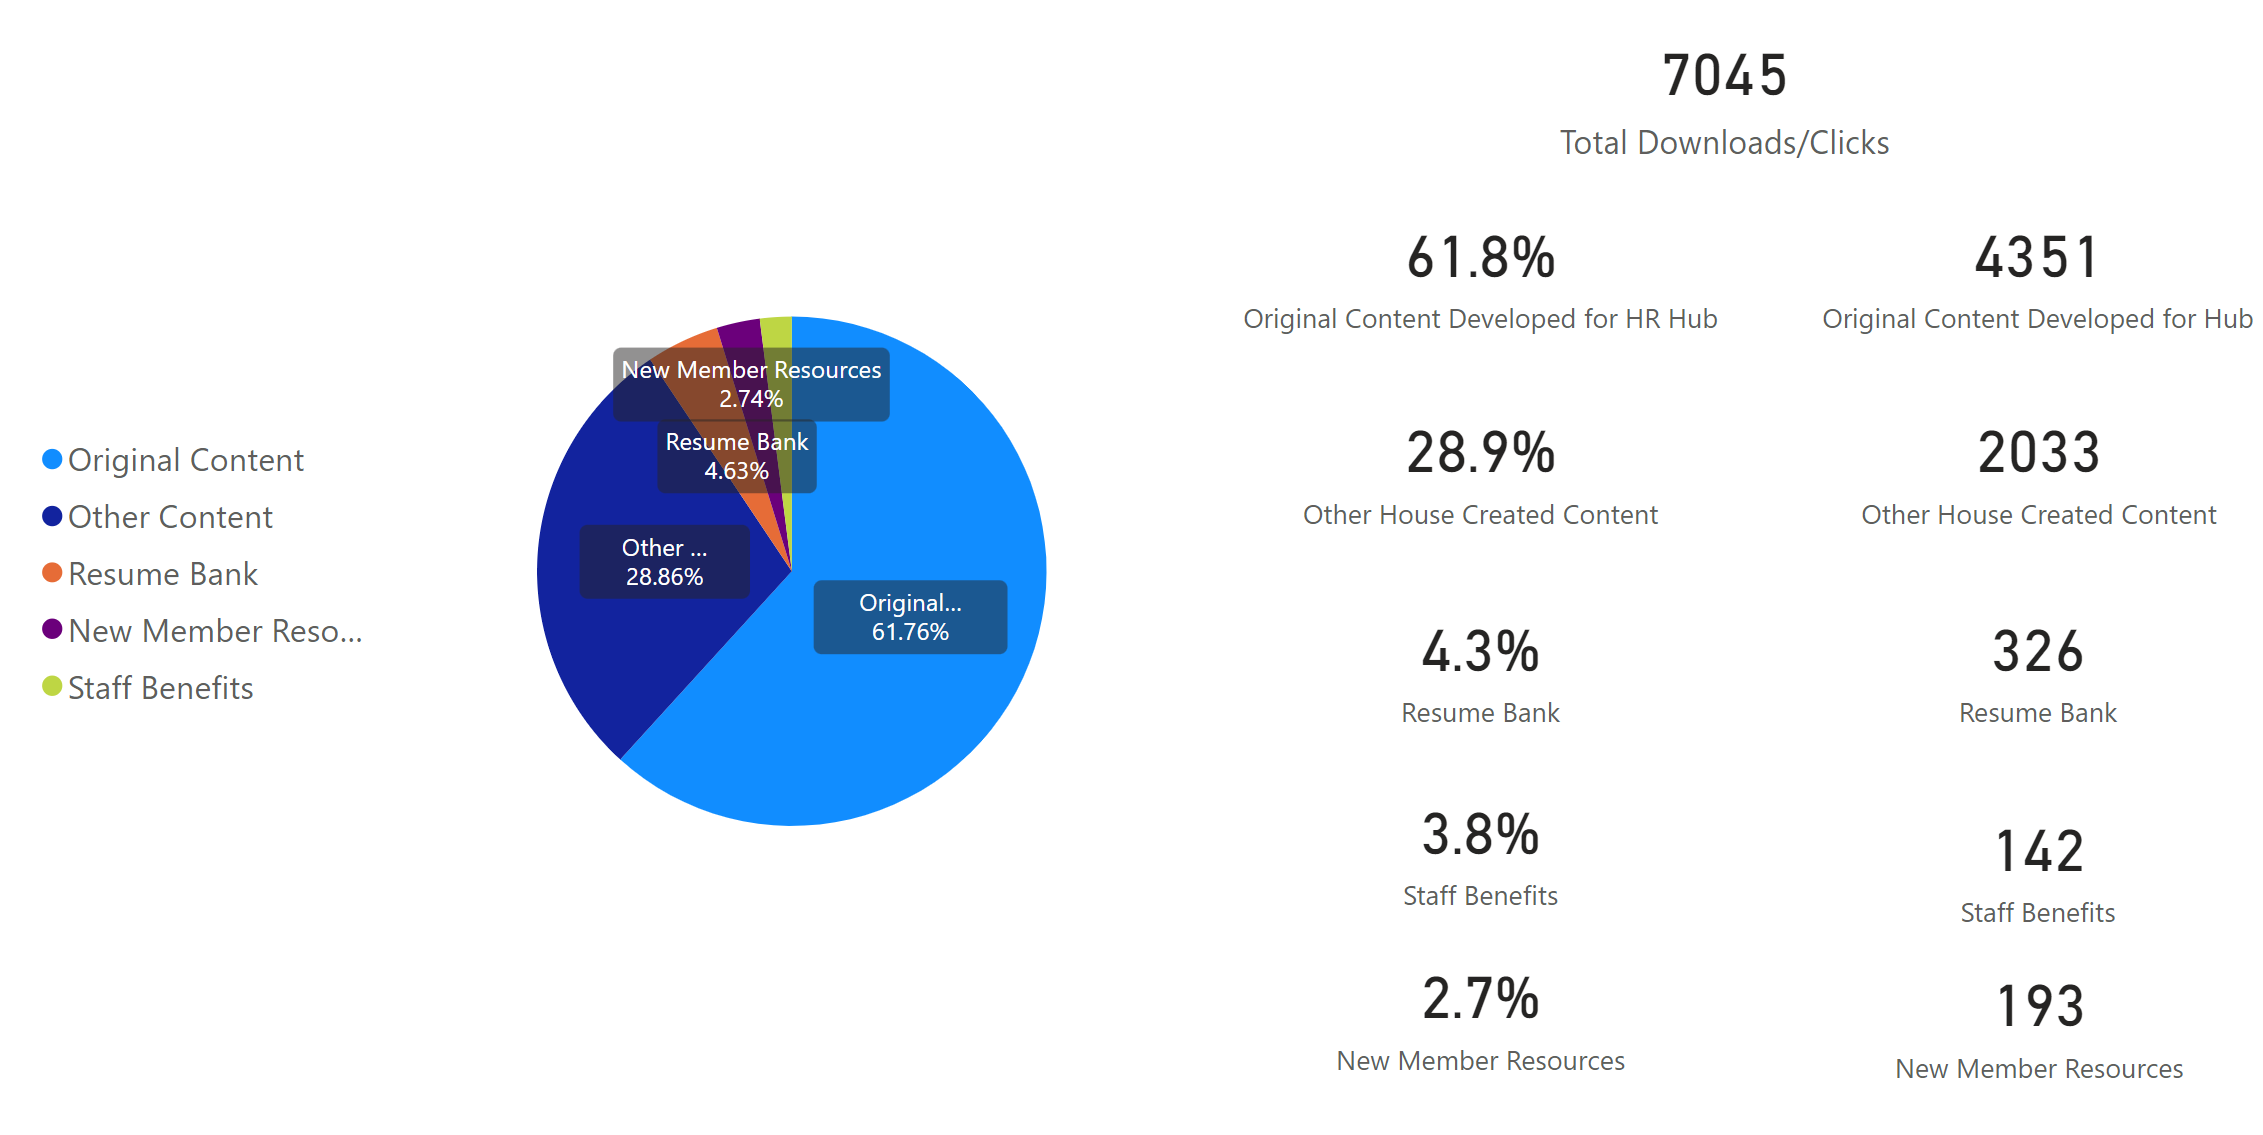 Original Content
Other Content
Resume Bank
New Member Reso...
Staff Benefits
New Member Resources
2.74%
Resume Bank
4.63%
Other ...
28.86%
Original...
61.76%
7045
Total Downloads/Clicks
61.8%
Original Content Developed for HR Hub
4351
Original Content Developed for Hub
28.9%
Other House Created Content
2033
Other House Created Content
4.3%
Resume Bank
326
Resume Bank
3.8%
Staff Benefits
142
Staff Benefits
2.7%
New Member Resources
193
New Member Resources